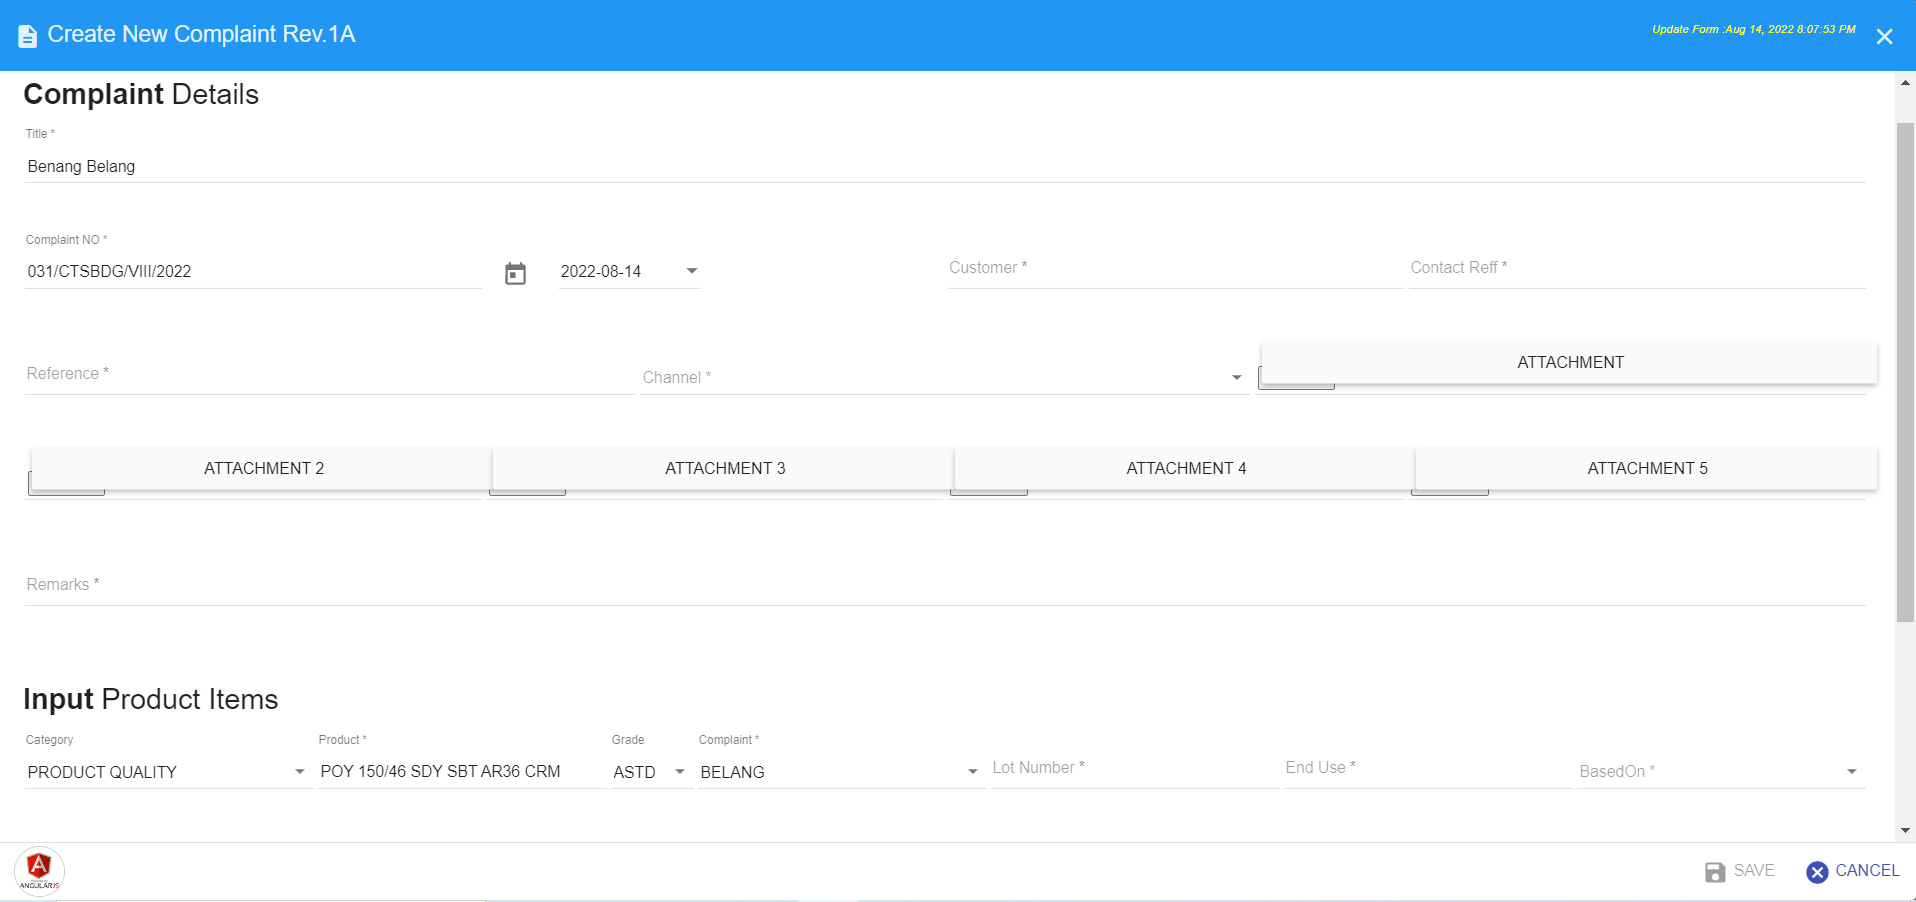 Create New Complaint Rev.1A
Update Form :Aug 14, 2022 8:07:53 PM
Complaint Details
Title *
Benang Belang
Complaint NO *
031/CTSBDG/VIII/2022
2022-08-14
Customer *
Contact Reff *
Reference *
Channel *
ATTACHMENT
ATTACHMENT 2
ATTACHMENT 3
ATTACHMENT 4
ATTACHMENT 5
Remarks *
Input Product Items
Category
Product *
Grade
Complaint *
PRODUCT QUALITY
POY 150/46 SDY SBT AR36 CRM
ASTD
BELANG
Lot Number *
End Use *
BasedOn *
ANGULARJS
SAVE
CANCEL